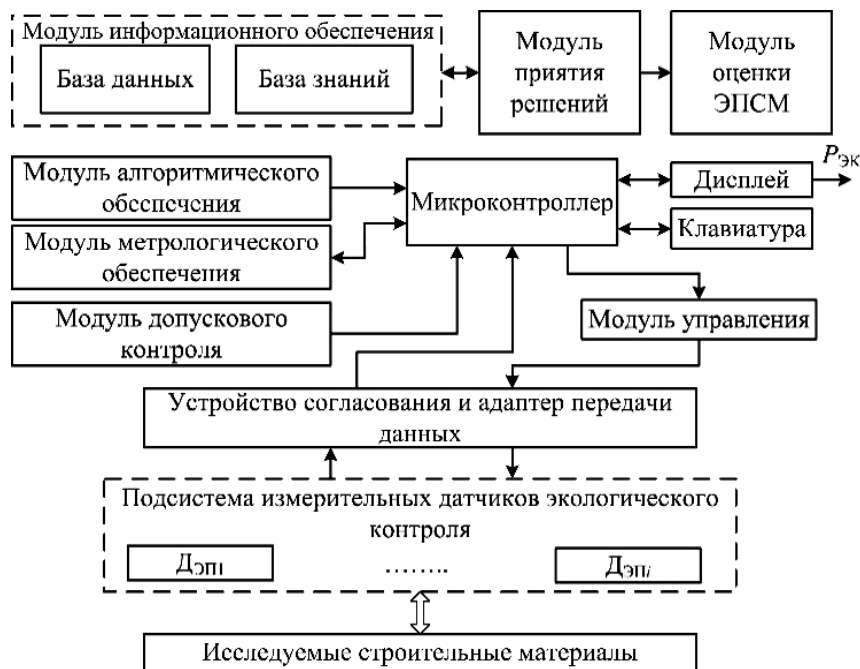 Модуль информационного обеспечения
База данных
База знаний
Модуль
приятия
решений
Модуль
оценки
ЭПСМ
Модуль алгоритмического
обеспечения
Модуль метрологического
обеспечения
Модуль допускового
контроля
Микроконтроллер
Дисплей
Pэк
Клавиатура
Модуль управления
Устройство согласования и адаптер передачи
данных
Подсистема измерительных датчиков экологического
контроля
Дэп1
........
Дэпi
Исследуемые строительные материалы